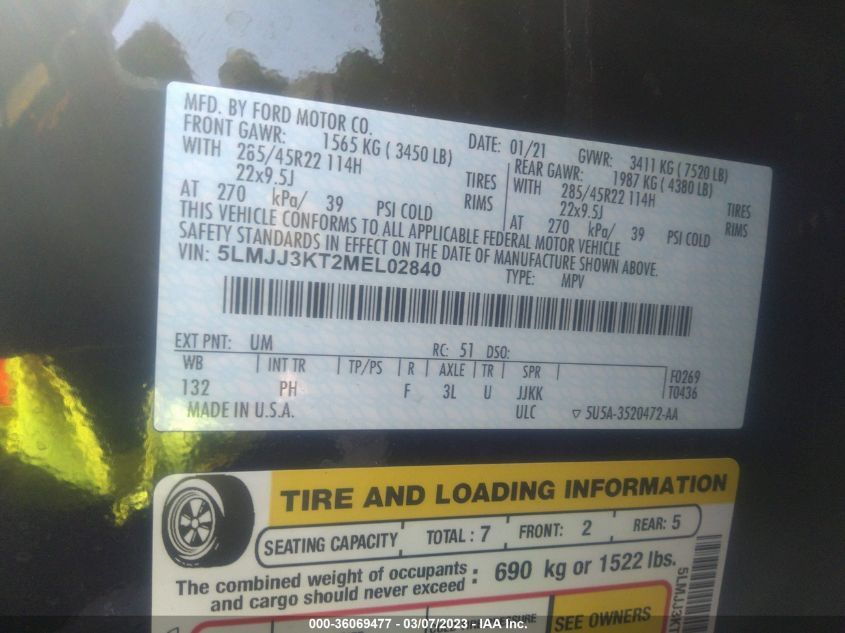 MFD. BY FORD MOTOR CO.
DATE: 01/21 GVWR: 3411 KG ( 7520 LB)
FRONT GAWR: 1565 KG ( 3450 LB)
WITH 285/45R22 114H TIRES
22x9.5J RIMS
AT 270 kPa/ 39 PSI COLD
REAR GAWR: 1987 KG ( 4380 LB)
WITH 285/45R22 114H TIRES
22x9.5J RIMS
AT 270 kPa/ 39 PSI COLD
THIS VEHICLE CONFORMS TO ALL APPLICABLE FEDERAL MOTOR VEHICLE
SAFETY STANDARDS IN EFFECT ON THE DATE OF MANUFACTURE SHOWN ABOVE.
VIN: 5LMJJ3KT2MEL02840
TYPE: MPV
EXT PNT: UM RC: 51 DSO:
WB INT TR TP/PS R AXLE TR SPR F0269
132 PH F 3L U JJKK T0436
MADE IN U.S.A. ULC ▽ 5U5A-3520472-AA
TIRE AND LOADING INFORMATION
SEATING CAPACITY TOTAL : 7 FRONT: 2 REAR: 5
The combined weight of occupants
and cargo should never exceed : 690 kg or 1522 lbs.
SEE OWNERS
5LMJJ3KT
000-36069477 - 03/07/2023 - IAA Inc.